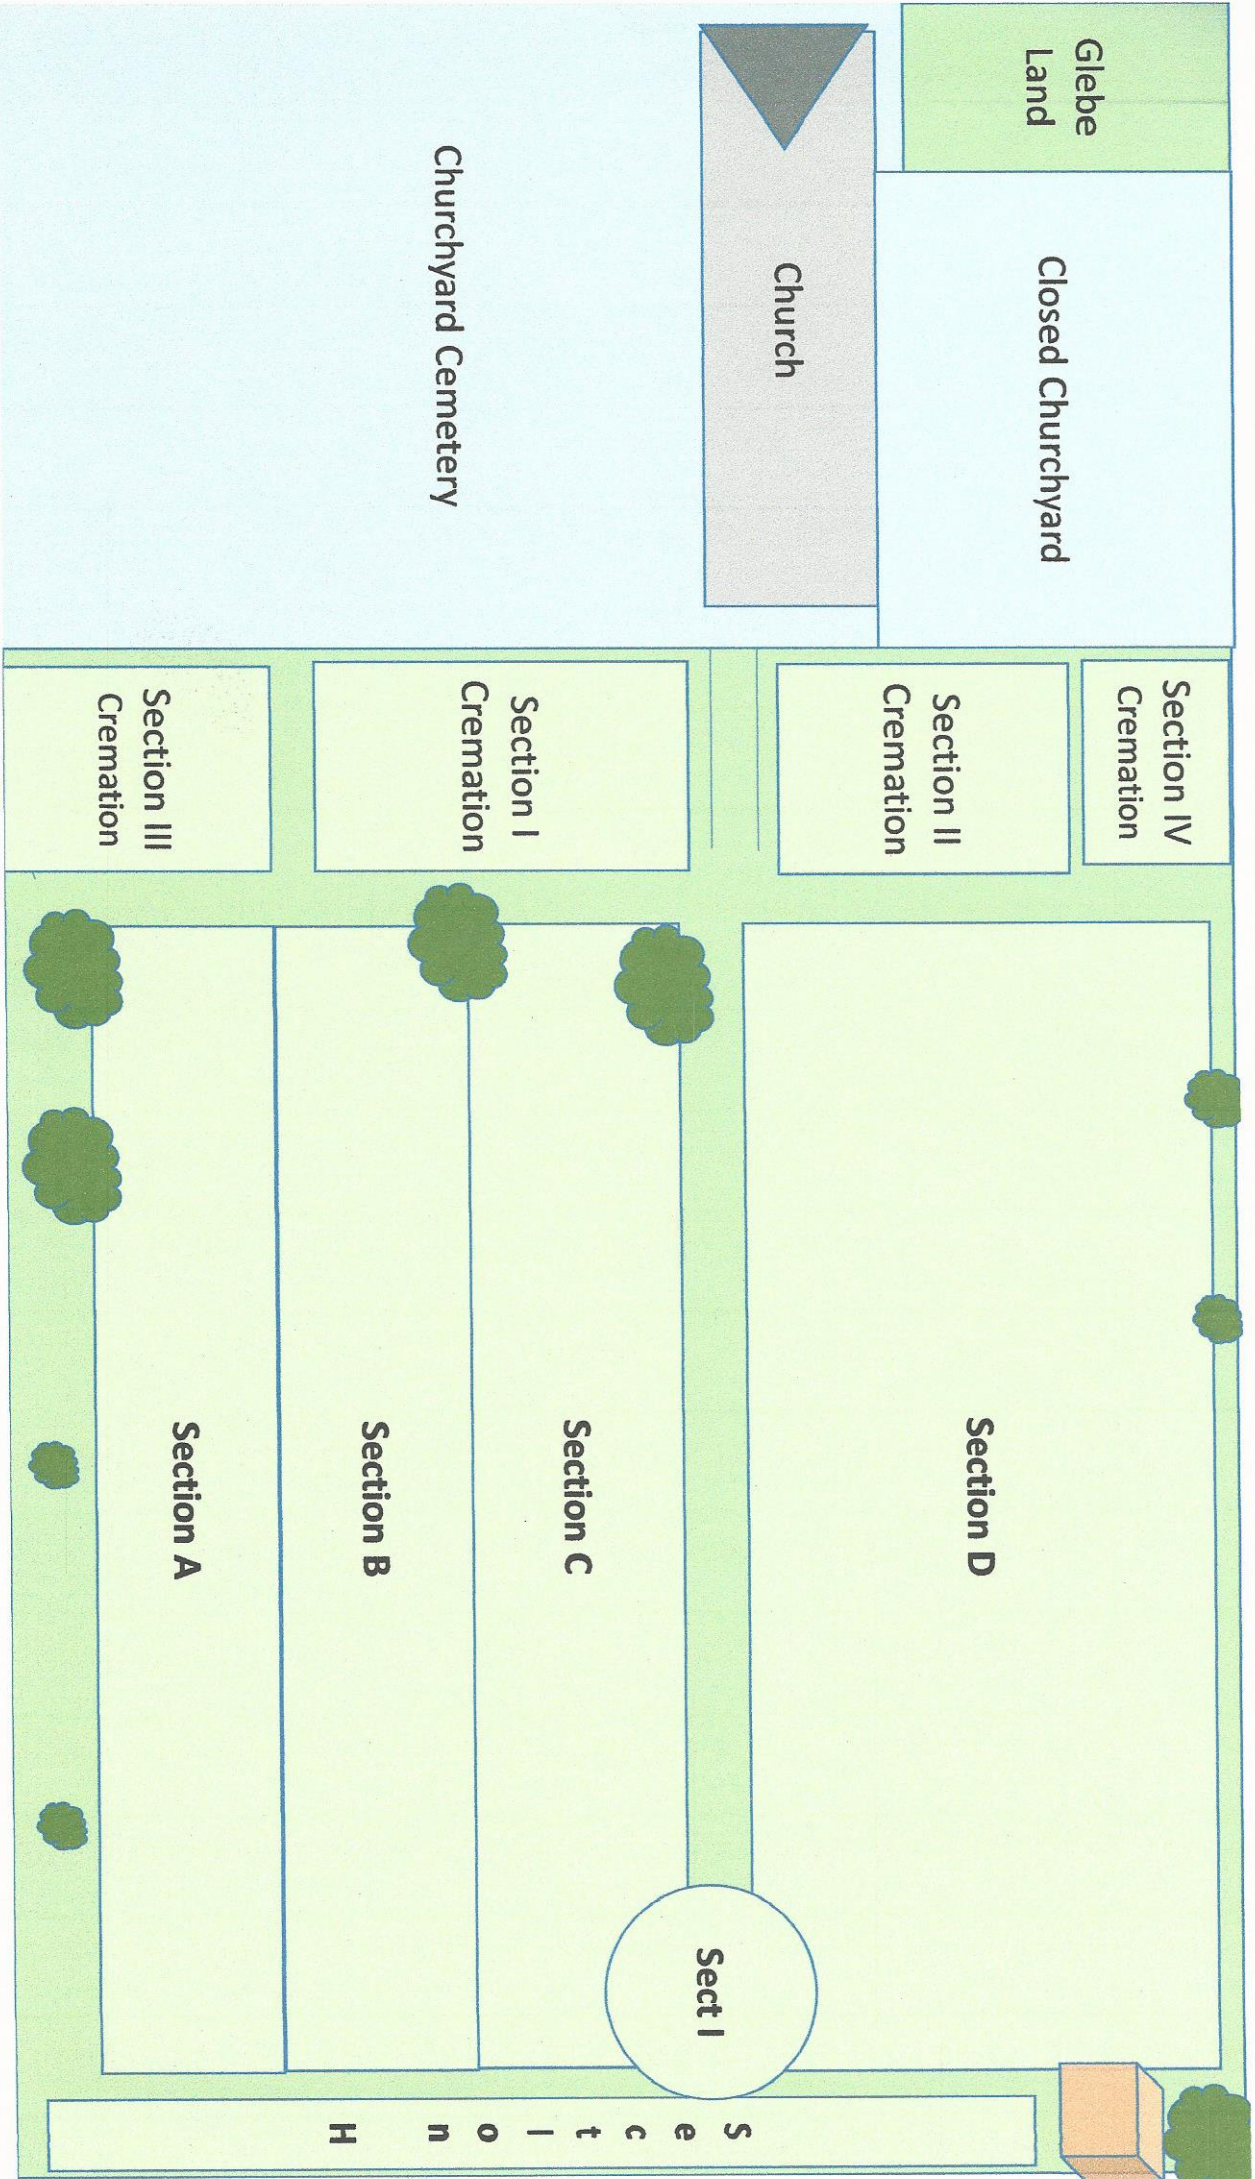 Glebe
Land
Closed Churchyard
Section IV
Cremation
Section II
Cremation
Section D
Church
Sect I
S
e
c
t
I
o
n
H
Section I
Cremation
Section C
Churchyard Cemetery
Section B
Section III
Cremation
Section A